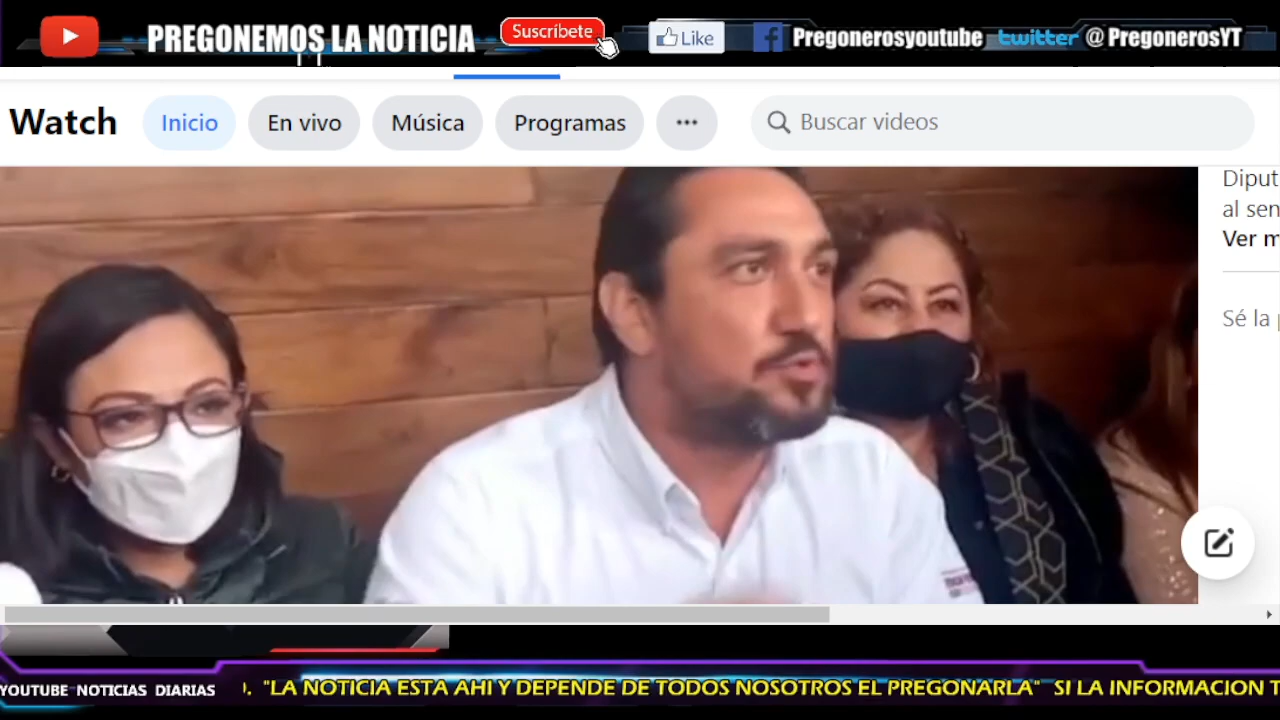 PREGONEMOS LA NOTICIA
Suscríbete
Like
Pregonerosyoutube
twitter @PregonerosYT
Watch
Inicio
En vivo
Música
Programas
Buscar videos
Diput
al sen
Ver m
Sé la
YOUTUBE NOTICIAS DIARIAS
. "LA NOTICIA ESTA AHI Y DEPENDE DE TODOS NOSOTROS EL PREGONARLA" SI LA INFORMACION T